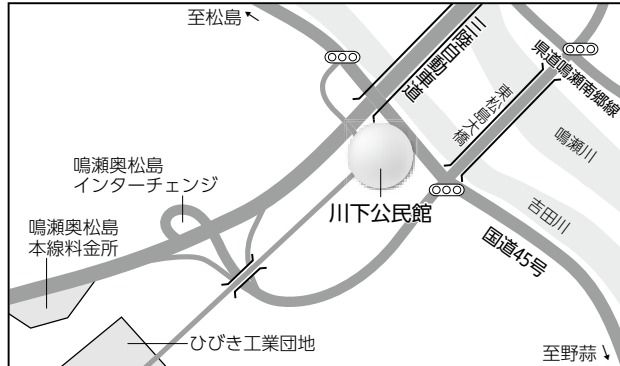 至松島
三陸自動車道
県道鳴瀬南郷線
東松島大橋
鳴瀬川
鳴瀬奥松島
インターチェンジ
川下公民館
吉田川
鳴瀬奥松島
本線料金所
国道45号
ひびき工業団地
至野蒜